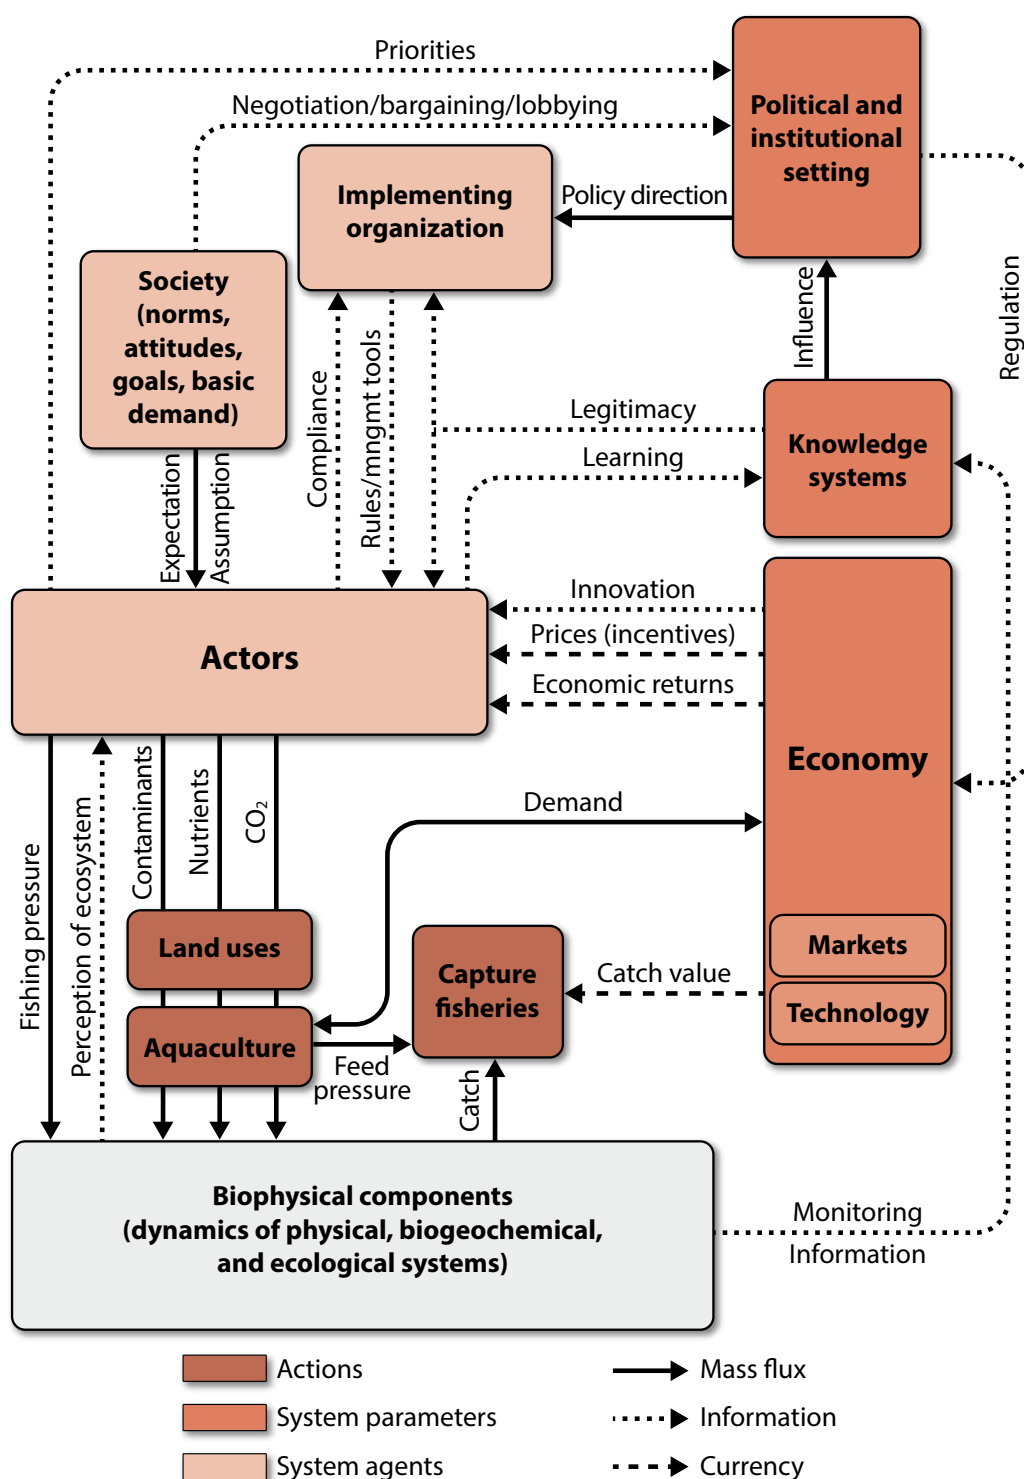 Priorities
Negotiation/bargaining/lobbying
Political and
institutional
setting
Implementing
organization
Policy direction
Society
(norms,
attitudes,
goals, basic
demand)
Regulation
Influence
Compliance
Rules/mngmt tools
Legitimacy
Learning
Knowledge
systems
Expectation
Assumption
Actors
Innovation
Prices (incentives)
Economic returns
Economy
Demand
Fishing pressure
Perception of ecosystem
Contaminants
Nutrients
CO₂
Land uses
Aquaculture
Capture
fisheries
Catch value
Markets
Technology
Feed
pressure
Catch
Biophysical components
(dynamics of physical, biogeochemical,
and ecological systems)
Monitoring
Information
Actions
System parameters
System agents
Mass flux
Information
Currency